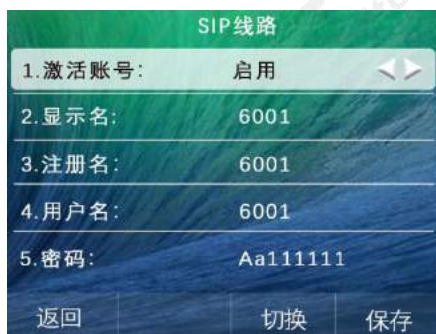 SIP线路
1.激活账号： 启用
2.显示名： 6001
3.注册名： 6001
4.用户名： 6001
5.密码： Aa111111
返回 切换 保存